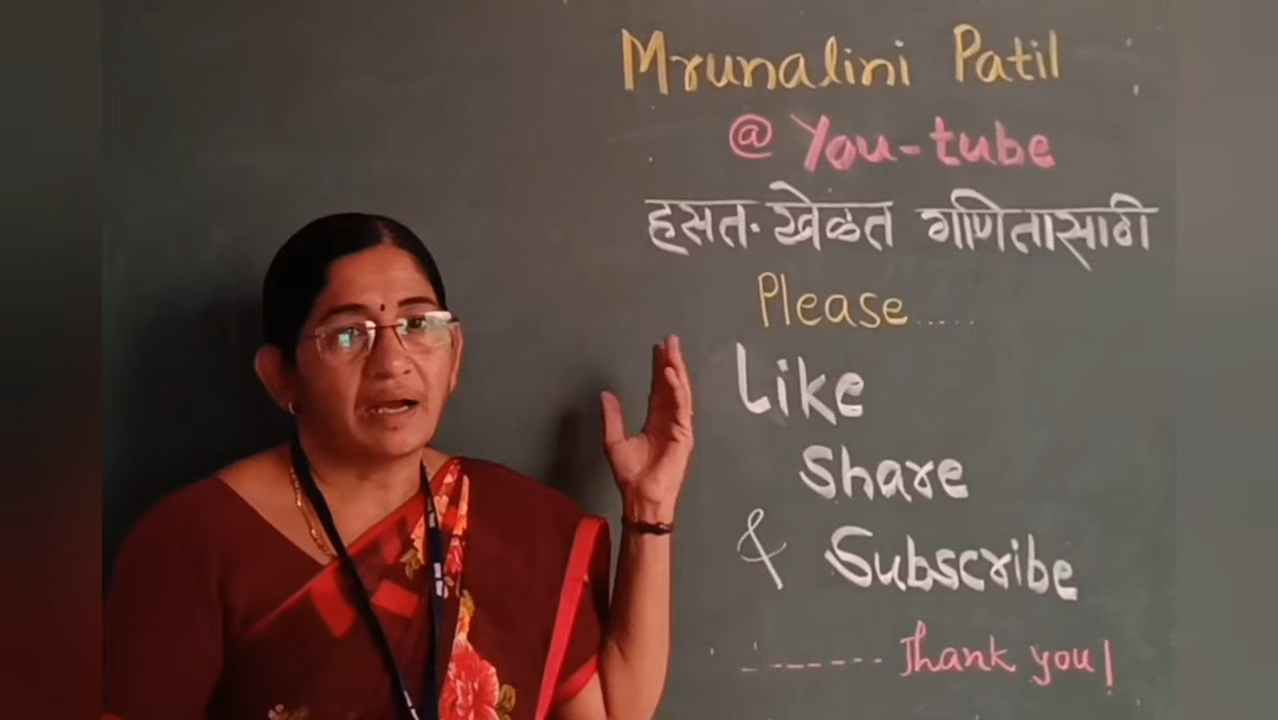 Mrunalini Patil
@ You-tube
हसत-खेळत गणितासाठी
Please.....
Like
Share
& Subscribe
-------- Thank you!